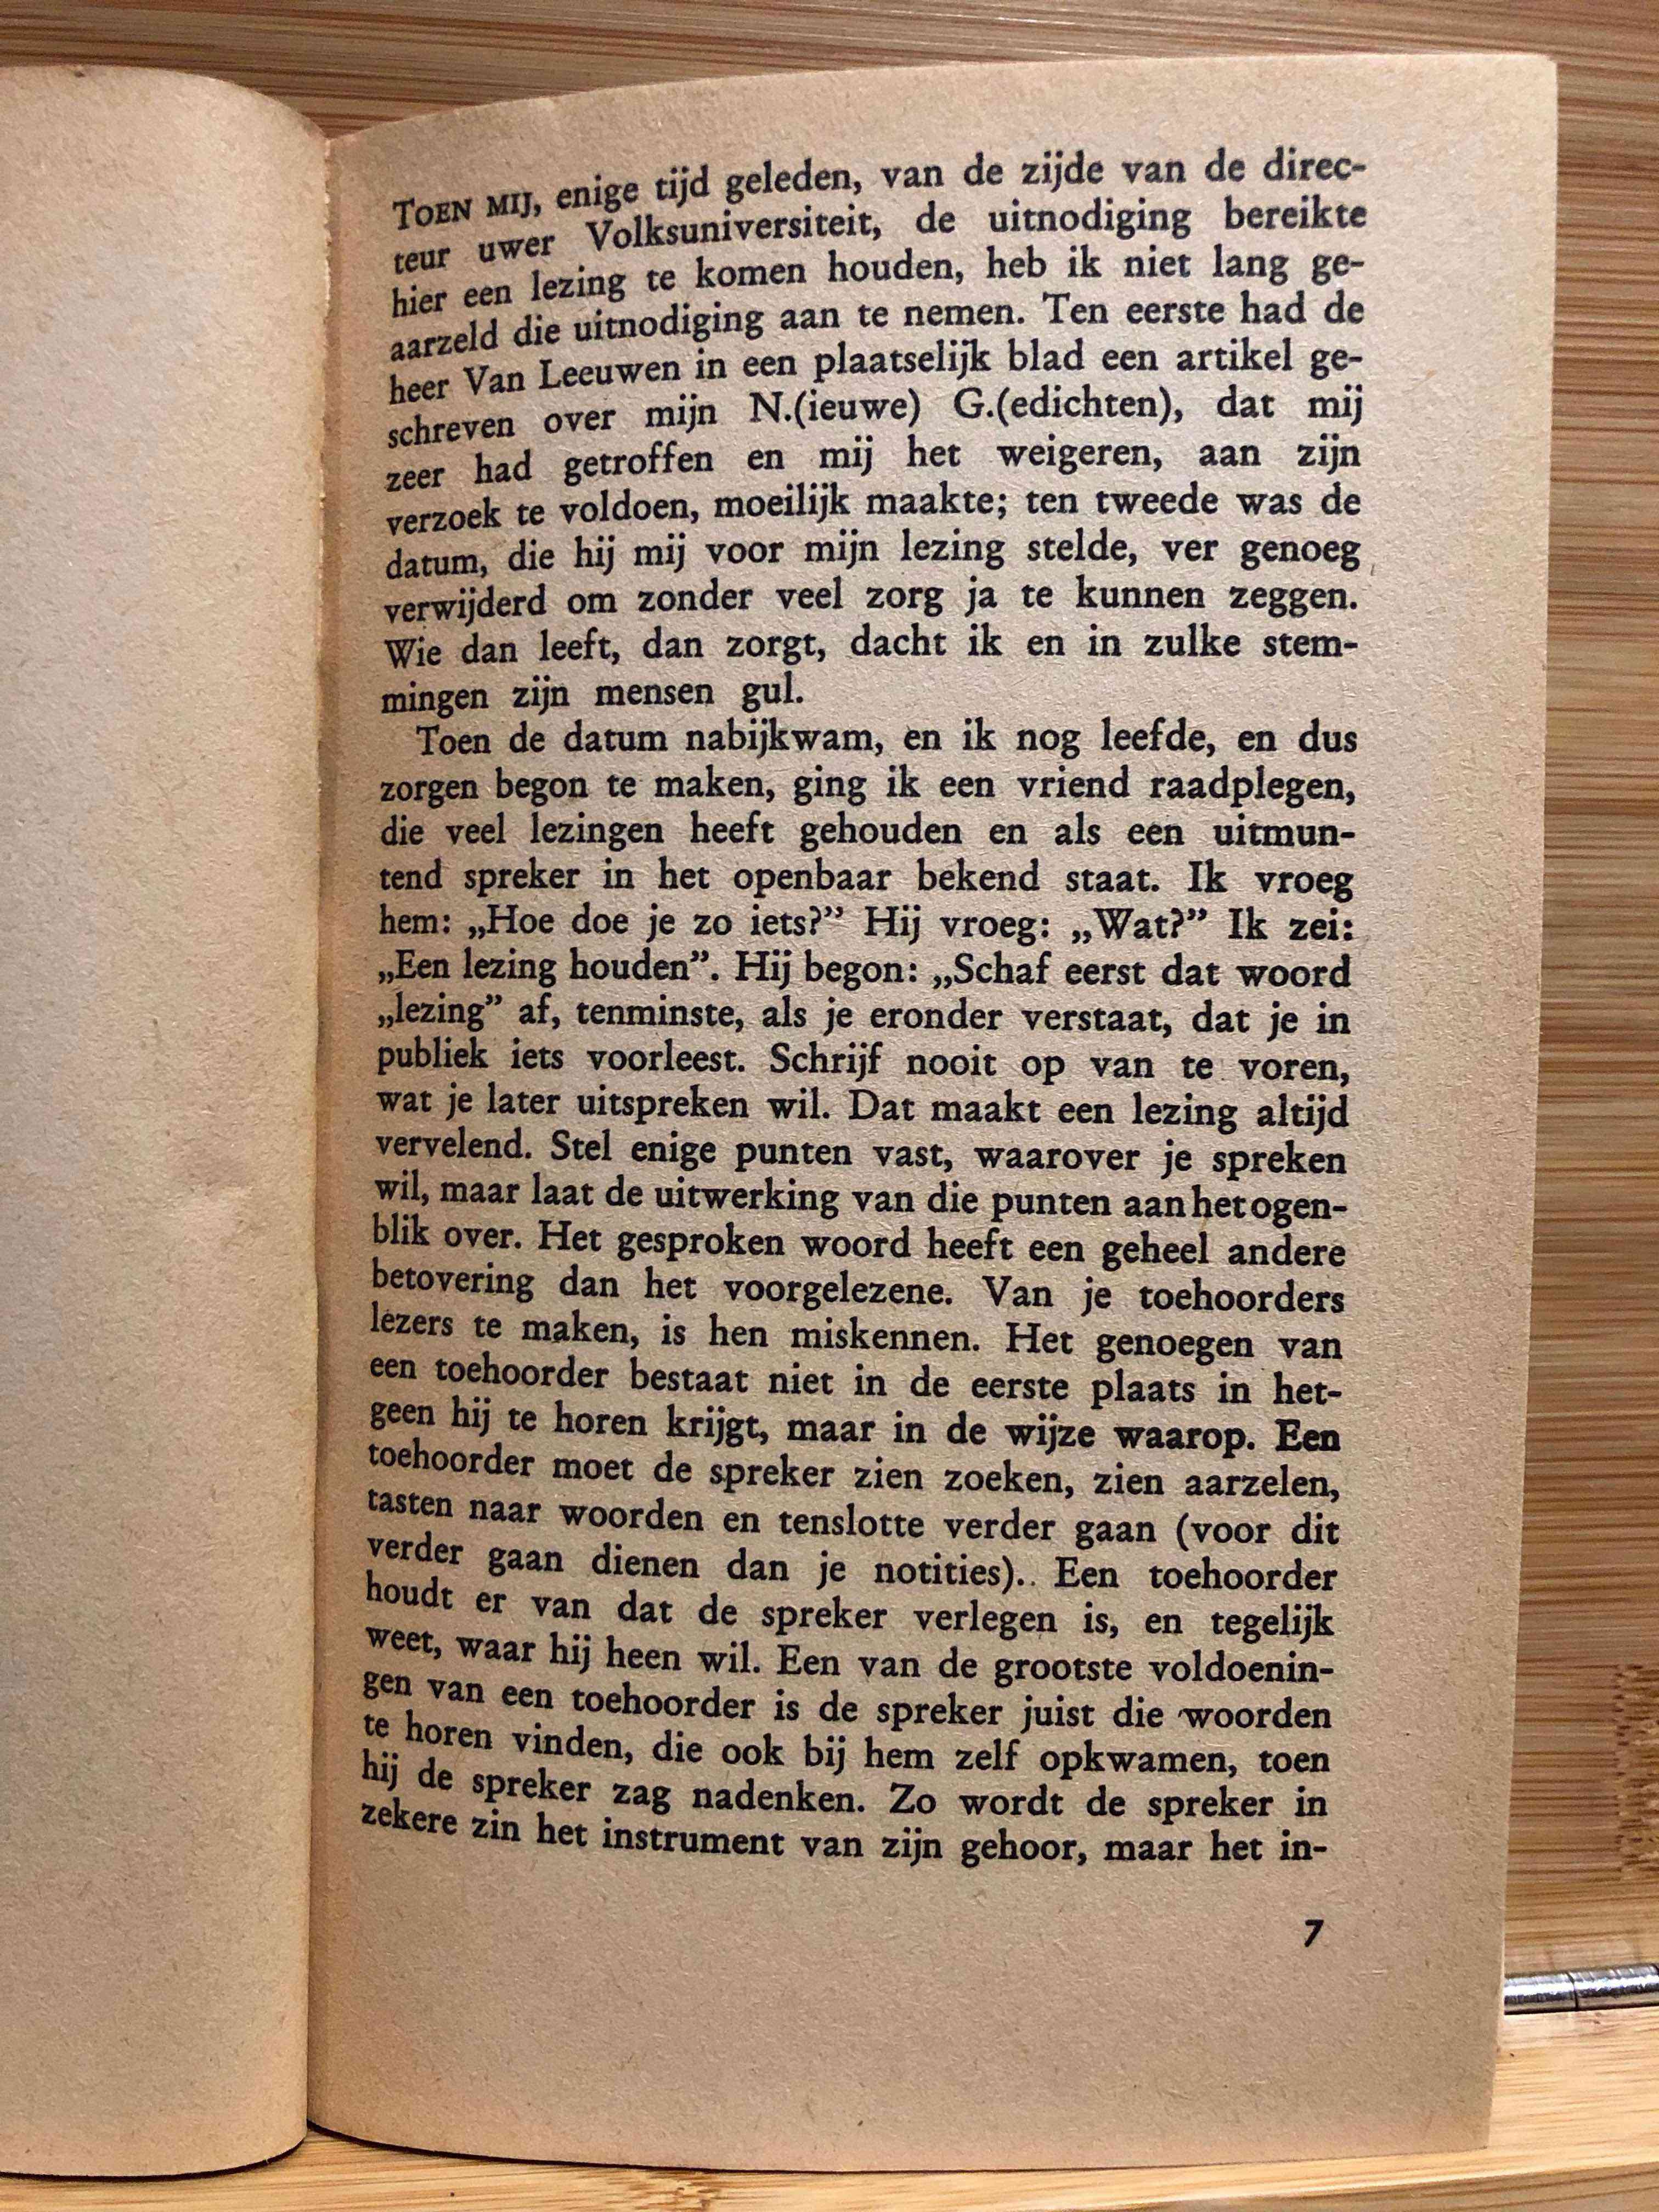 TOEN MIJ, enige tijd geleden, van de zijde van de direc-
teur uwer Volksuniversiteit, de uitnodiging bereikte
hier een lezing te komen houden, heb ik niet lang ge-
aarzeld die uitnodiging aan te nemen. Ten eerste had de
heer Van Leeuwen in een plaatselijk blad een artikel ge-
schreven over mijn N.(ieuwe) G.(edichten), dat mij
zeer had getroffen en mij het weigeren, aan zijn
verzoek te voldoen, moeilijk maakte; ten tweede was de
datum, die hij mij voor mijn lezing stelde, ver genoeg
verwijderd om zonder veel zorg ja te kunnen zeggen.
Wie dan leeft, dan zorgt, dacht ik en in zulke stem-
mingen zijn mensen gul.
Toen de datum nabijkwam, en ik nog leefde, en dus
zorgen begon te maken, ging ik een vriend raadplegen,
die veel lezingen heeft gehouden en als een uitmun-
tend spreker in het openbaar bekend staat. Ik vroeg
hem: „Hoe doe je zo iets?” Hij vroeg: „Wat?” Ik zei:
„Een lezing houden”. Hij begon: „Schaf eerst dat woord
„lezing” af, tenminste, als je eronder verstaat, dat je in
publiek iets voorleest. Schrijf nooit op van te voren,
wat je later uitspreken wil. Dat maakt een lezing altijd
vervelend. Stel enige punten vast, waarover je spreken
wil, maar laat de uitwerking van die punten aan het ogen-
blik over. Het gesproken woord heeft een geheel andere
betovering dan het voorgelezene. Van je toehoorders
lezers te maken, is hen miskennen. Het genoegen van
een toehoorder bestaat niet in de eerste plaats in het-
geen hij te horen krijgt, maar in de wijze waarop. Een
toehoorder moet de spreker zien zoeken, zien aarzelen,
tasten naar woorden en tenslotte verder gaan (voor dit
verder gaan dienen dan je notities).. Een toehoorder
houdt er van dat de spreker verlegen is, en tegelijk
weet, waar hij heen wil. Een van de grootste voldoenin-
gen van een toehoorder is de spreker juist die woorden
te horen vinden, die ook bij hem zelf opkwamen, toen
hij de spreker zag nadenken. Zo wordt de spreker in
zekere zin het instrument van zijn gehoor, maar het in-
7